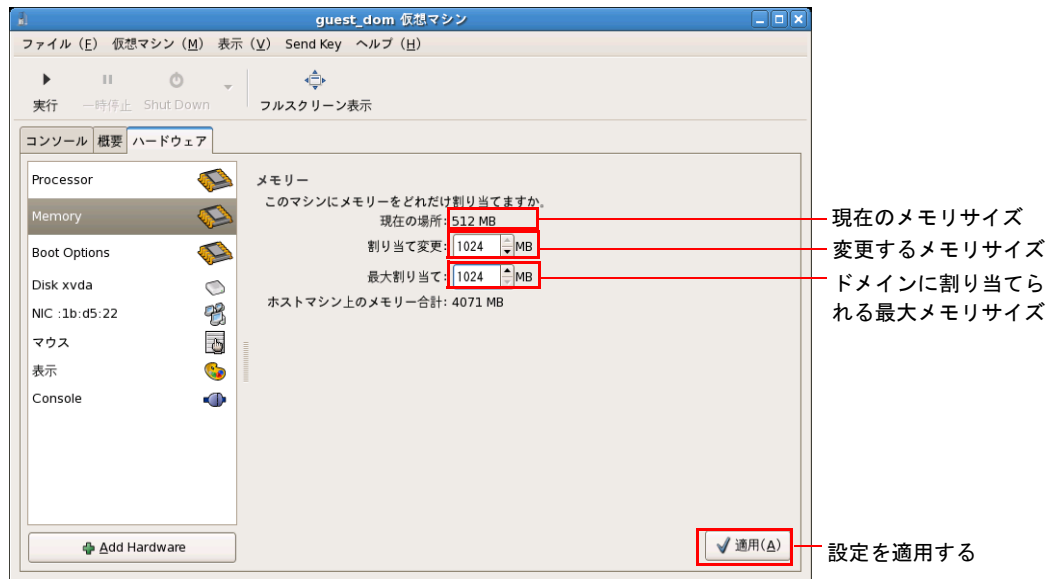 guest_dom 仮想マシン
ファイル（F） 仮想マシン（M） 表示（V） Send Key ヘルプ（H）
実行 一時停止 Shut Down フルスクリーン表示
コンソール 概要 ハードウェア
Processor
Memory
Boot Options
Disk xvda
NIC :1b:d5:22
マウス
表示
Console
Add Hardware
メモリー
このマシンにメモリーをどれだけ割り当てますか。
現在の場所: 512 MB
割り当て変更: 1024 MB
最大割り当て: 1024 MB
ホストマシン上のメモリー合計: 4071 MB
適用(A)
現在のメモリサイズ
変更するメモリサイズ
ドメインに割り当てら
れる最大メモリサイズ
設定を適用する